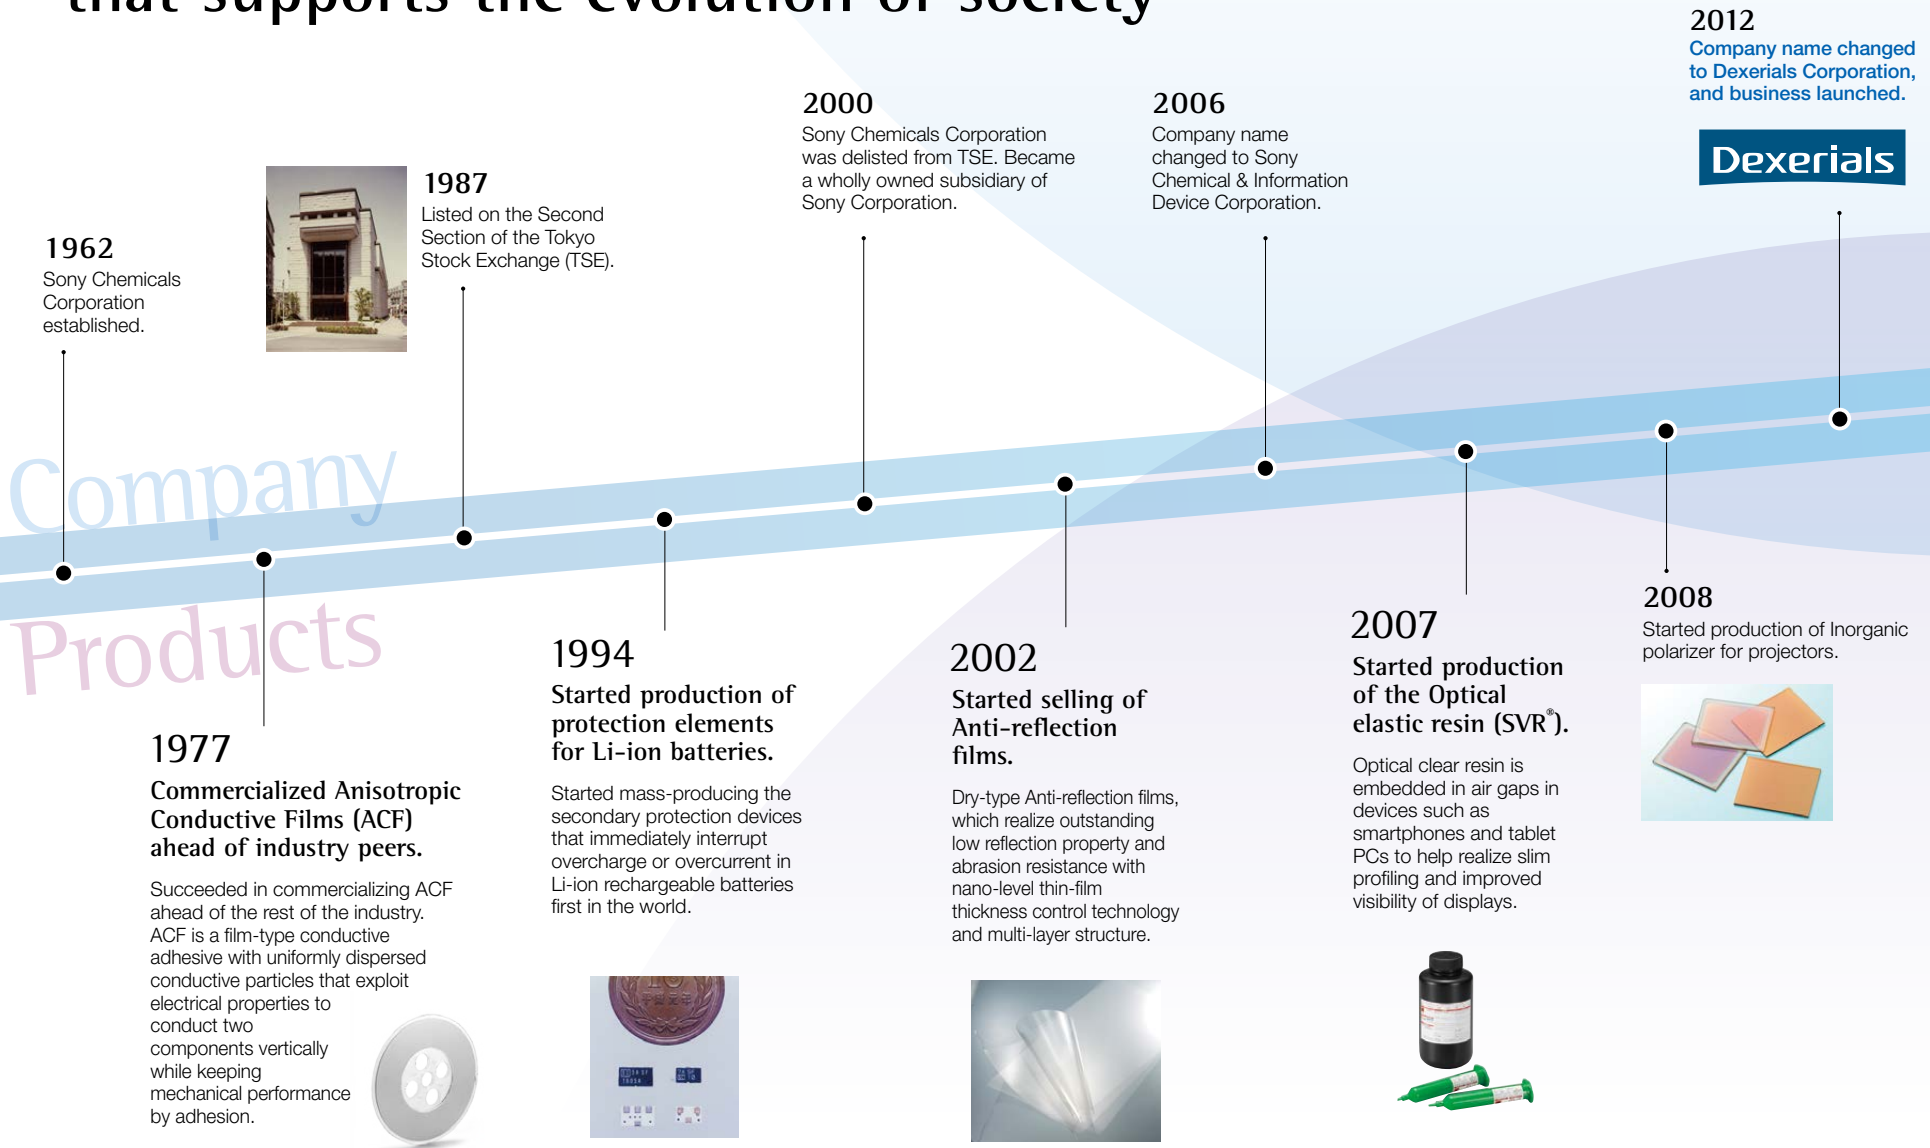 that supports the evolution of society
2012
Company name changed
to Dexerials Corporation,
and business launched.
Dexerials
2000
Sony Chemicals Corporation
was delisted from TSE. Became
a wholly owned subsidiary of
Sony Corporation.
2006
Company name
changed to Sony
Chemical & Information
Device Corporation.
1987
Listed on the Second
Section of the Tokyo
Stock Exchange (TSE).
1962
Sony Chemicals
Corporation
established.
Company
Products
1977
Commercialized Anisotropic
Conductive Films (ACF)
ahead of industry peers.
Succeeded in commercializing ACF
ahead of the rest of the industry.
ACF is a film-type conductive
adhesive with uniformly dispersed
conductive particles that exploit
electrical properties to
conduct two
components vertically
while keeping
mechanical performance
by adhesion.
1994
Started production of
protection elements
for Li-ion batteries.
Started mass-producing the
secondary protection devices
that immediately interrupt
overcharge or overcurrent in
Li-ion rechargeable batteries
first in the world.
2002
Started selling of
Anti-reflection
films.
Dry-type Anti-reflection films,
which realize outstanding
low reflection property and
abrasion resistance with
nano-level thin-film
thickness control technology
and multi-layer structure.
2007
Started production
of the Optical
elastic resin (SVR®).
Optical clear resin is
embedded in air gaps in
devices such as
smartphones and tablet
PCs to help realize slim
profiling and improved
visibility of displays.
2008
Started production of Inorganic
polarizer for projectors.